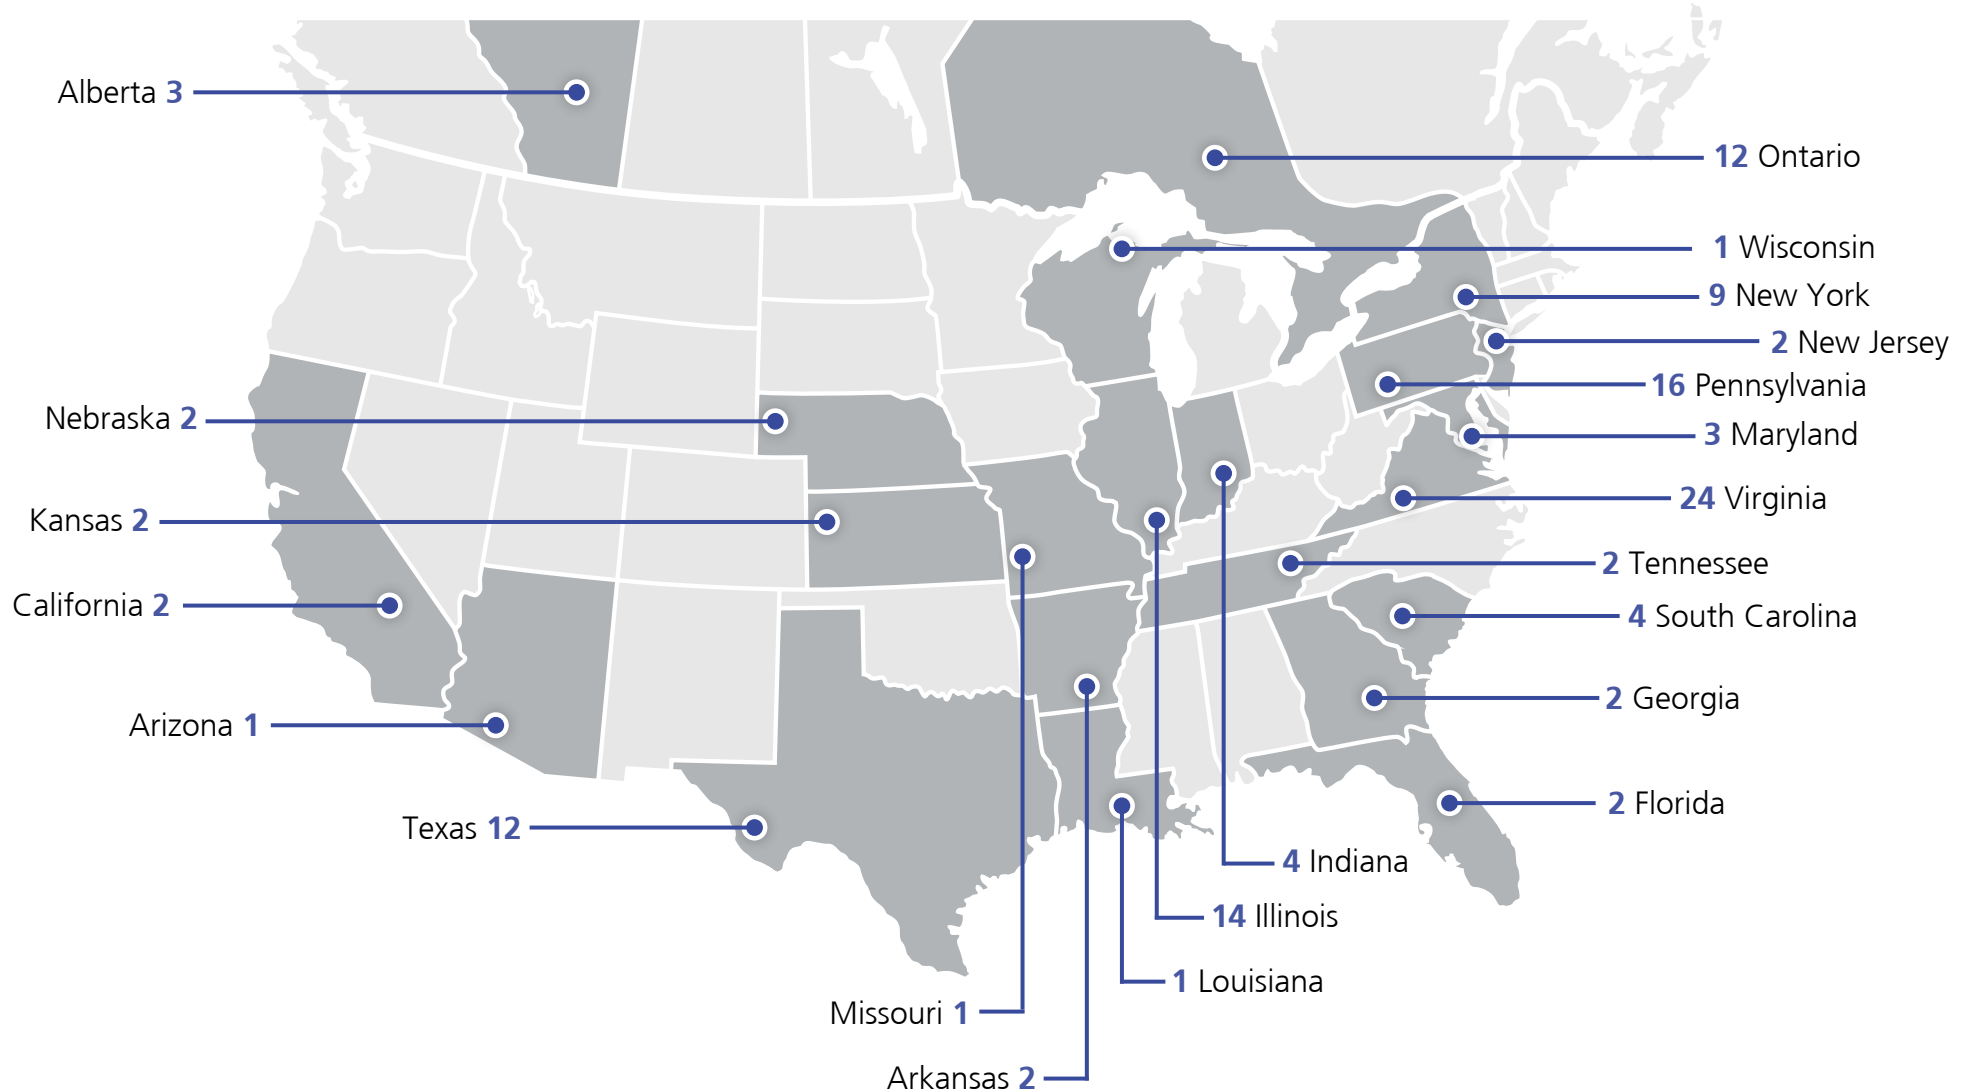 Alberta 3
12 Ontario
1 Wisconsin
9 New York
2 New Jersey
16 Pennsylvania
Nebraska 2
3 Maryland
24 Virginia
Kansas 2
2 Tennessee
California 2
4 South Carolina
2 Georgia
Arizona 1
2 Florida
Texas 12
4 Indiana
14 Illinois
1 Louisiana
Missouri 1
Arkansas 2